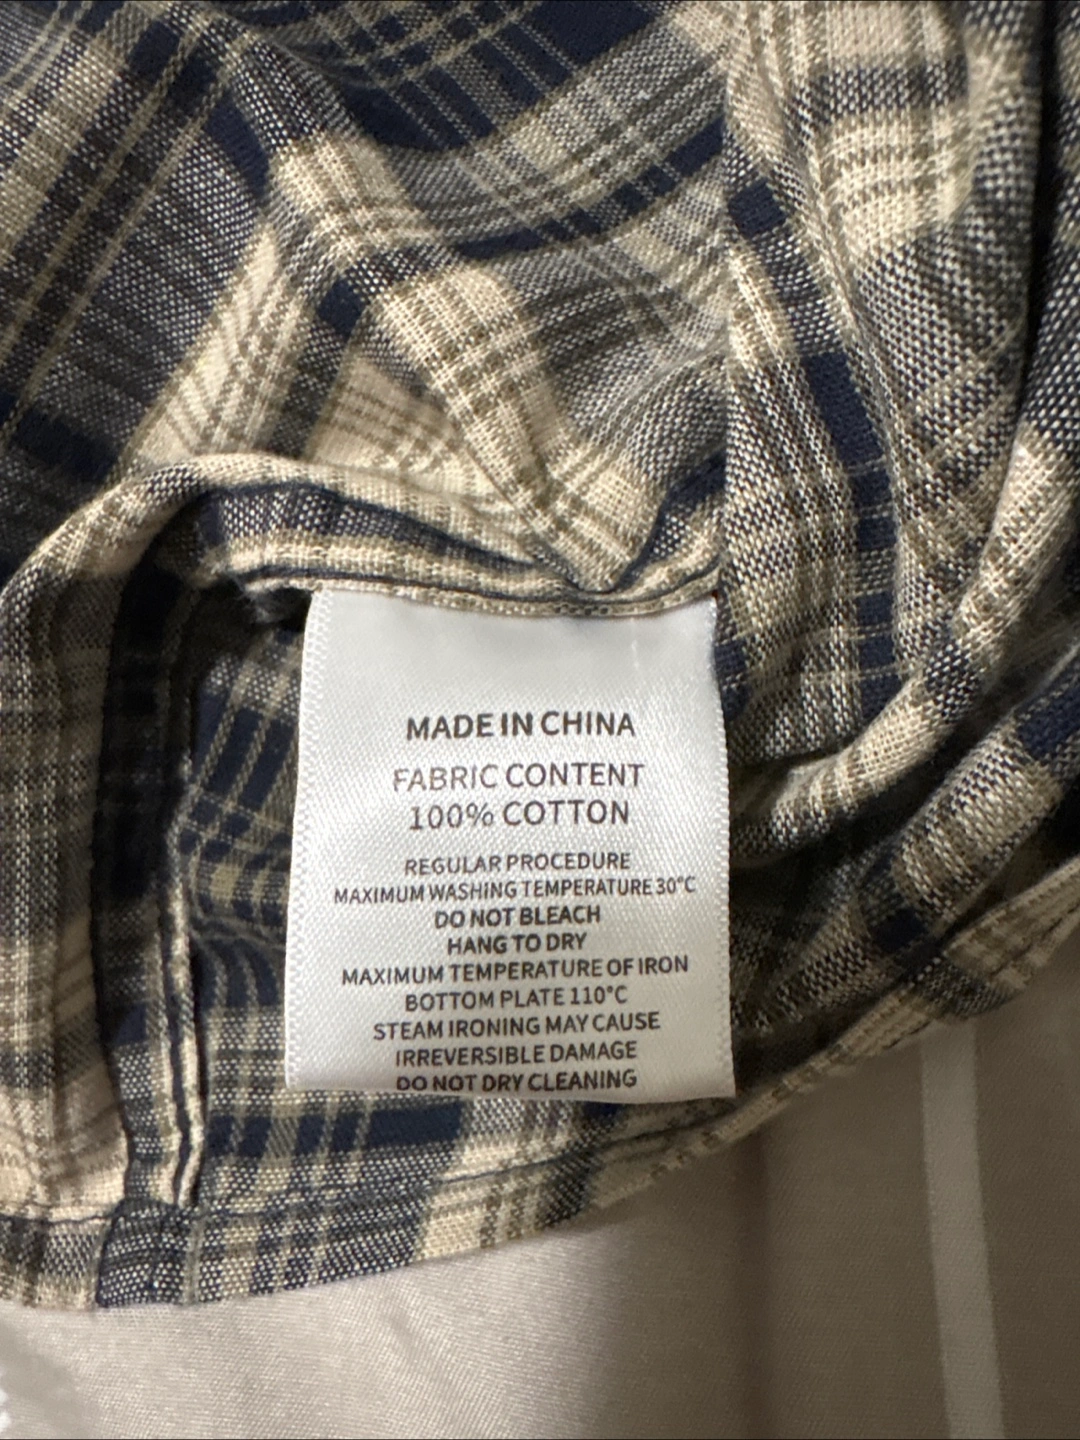 MADE IN CHINA
FABRIC CONTENT
100% COTTON
REGULAR PROCEDURE
MAXIMUM WASHING TEMPERATURE 30°C
DO NOT BLEACH
HANG TO DRY
MAXIMUM TEMPERATURE OF IRON
BOTTOM PLATE 110°C
STEAM IRONING MAY CAUSE
IRREVERSIBLE DAMAGE
DO NOT DRY CLEANING